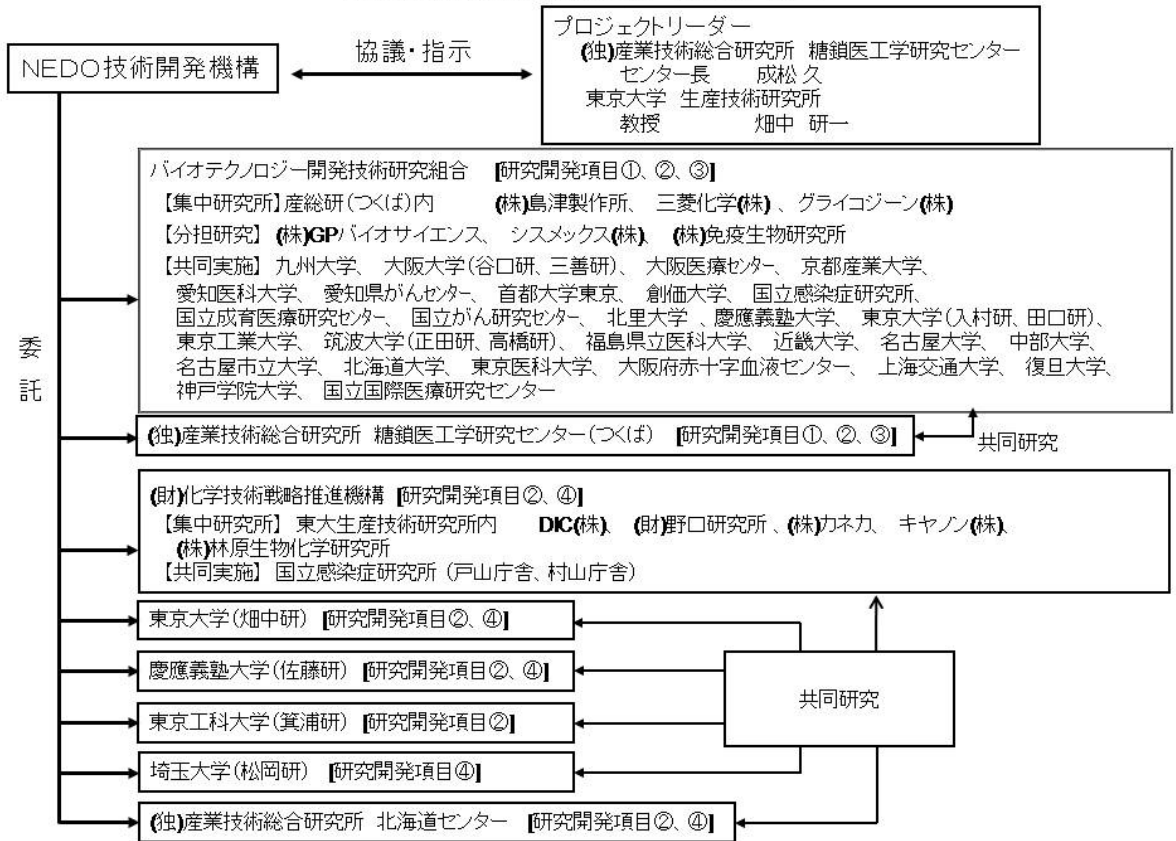 プロジェクトリーダー
(独)産業技術総合研究所 糖鎖医工学研究センター
センター長 成松 久
東京大学 生産技術研究所
教授 畑中 研一
協議・指示
NEDO技術開発機構
委託
バイオテクノロジー開発技術研究組合 [研究開発項目①、②、③]
【集中研究所】産総研(つくば)内 (株)島津製作所、三菱化学(株)、グライコジーン(株)
【分担研究】(株)GPバイオサイエンス、シスメックス(株)、(株)免疫生物研究所
【共同実施】九州大学、大阪大学(谷口研、三善研)、大阪医療センター、京都産業大学、
愛知医科大学、愛知県がんセンター、首都大学東京、創価大学、国立感染症研究所、
国立成育医療研究センター、国立がん研究センター、北里大学、慶應義塾大学、東京大学(入村研、田口研)、
東京工業大学、筑波大学(正田研、高橋研)、福島県立医科大学、近畿大学、名古屋大学、中部大学、
名古屋市立大学、北海道大学、東京医科大学、大阪府赤十字血液センター、上海交通大学、復旦大学、
神戸学院大学、国立国際医療研究センター
(独)産業技術総合研究所 糖鎖医工学研究センター(つくば) [研究開発項目①、②、③]
共同研究
(財)化学技術戦略推進機構 [研究開発項目②、④]
【集中研究所】東大生産技術研究所内 DIC(株)、(財)野口研究所、(株)カネカ、キヤノン(株)、
(株)林原生物化学研究所
【共同実施】国立感染症研究所(戸山庁舎、村山庁舎)
東京大学(畑中研) [研究開発項目②、④]
慶應義塾大学(佐藤研) [研究開発項目②、④]
東京工科大学(箕浦研) [研究開発項目②]
埼玉大学(松岡研) [研究開発項目④]
(独)産業技術総合研究所 北海道センター [研究開発項目②、④]
共同研究